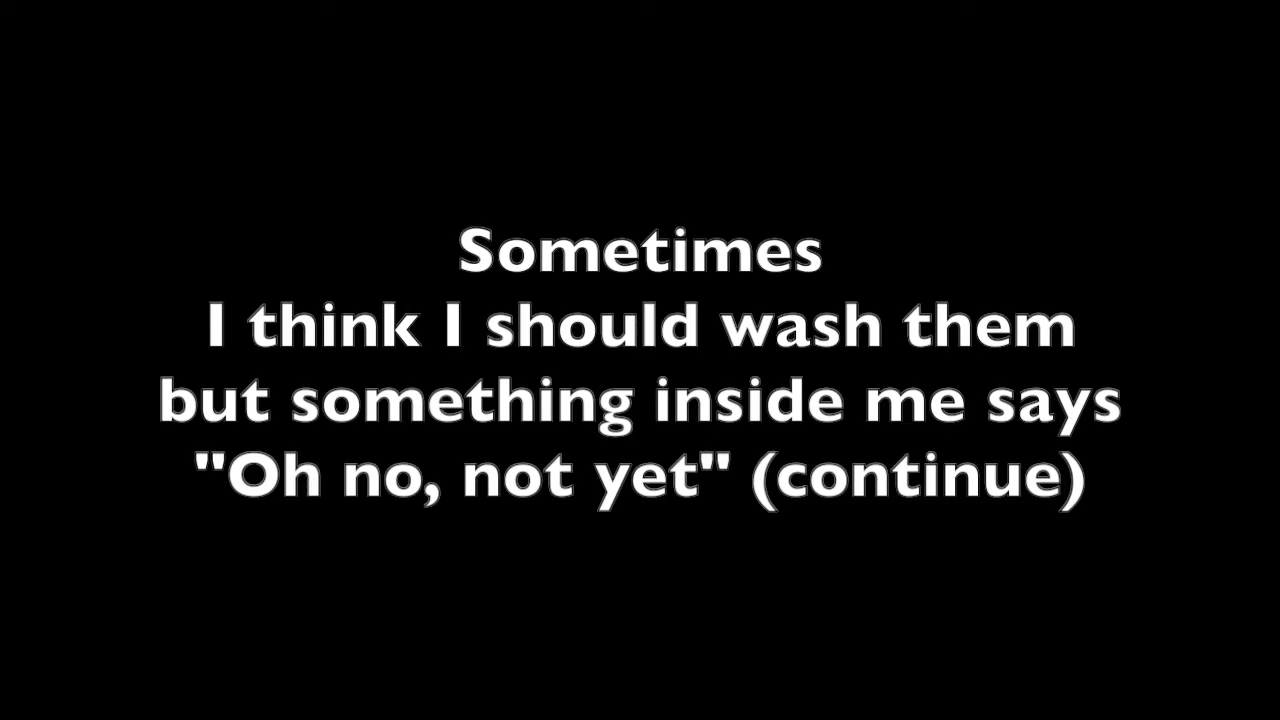 Sometimes
I think I should wash them
but something inside me says
"Oh no, not yet" (continue)